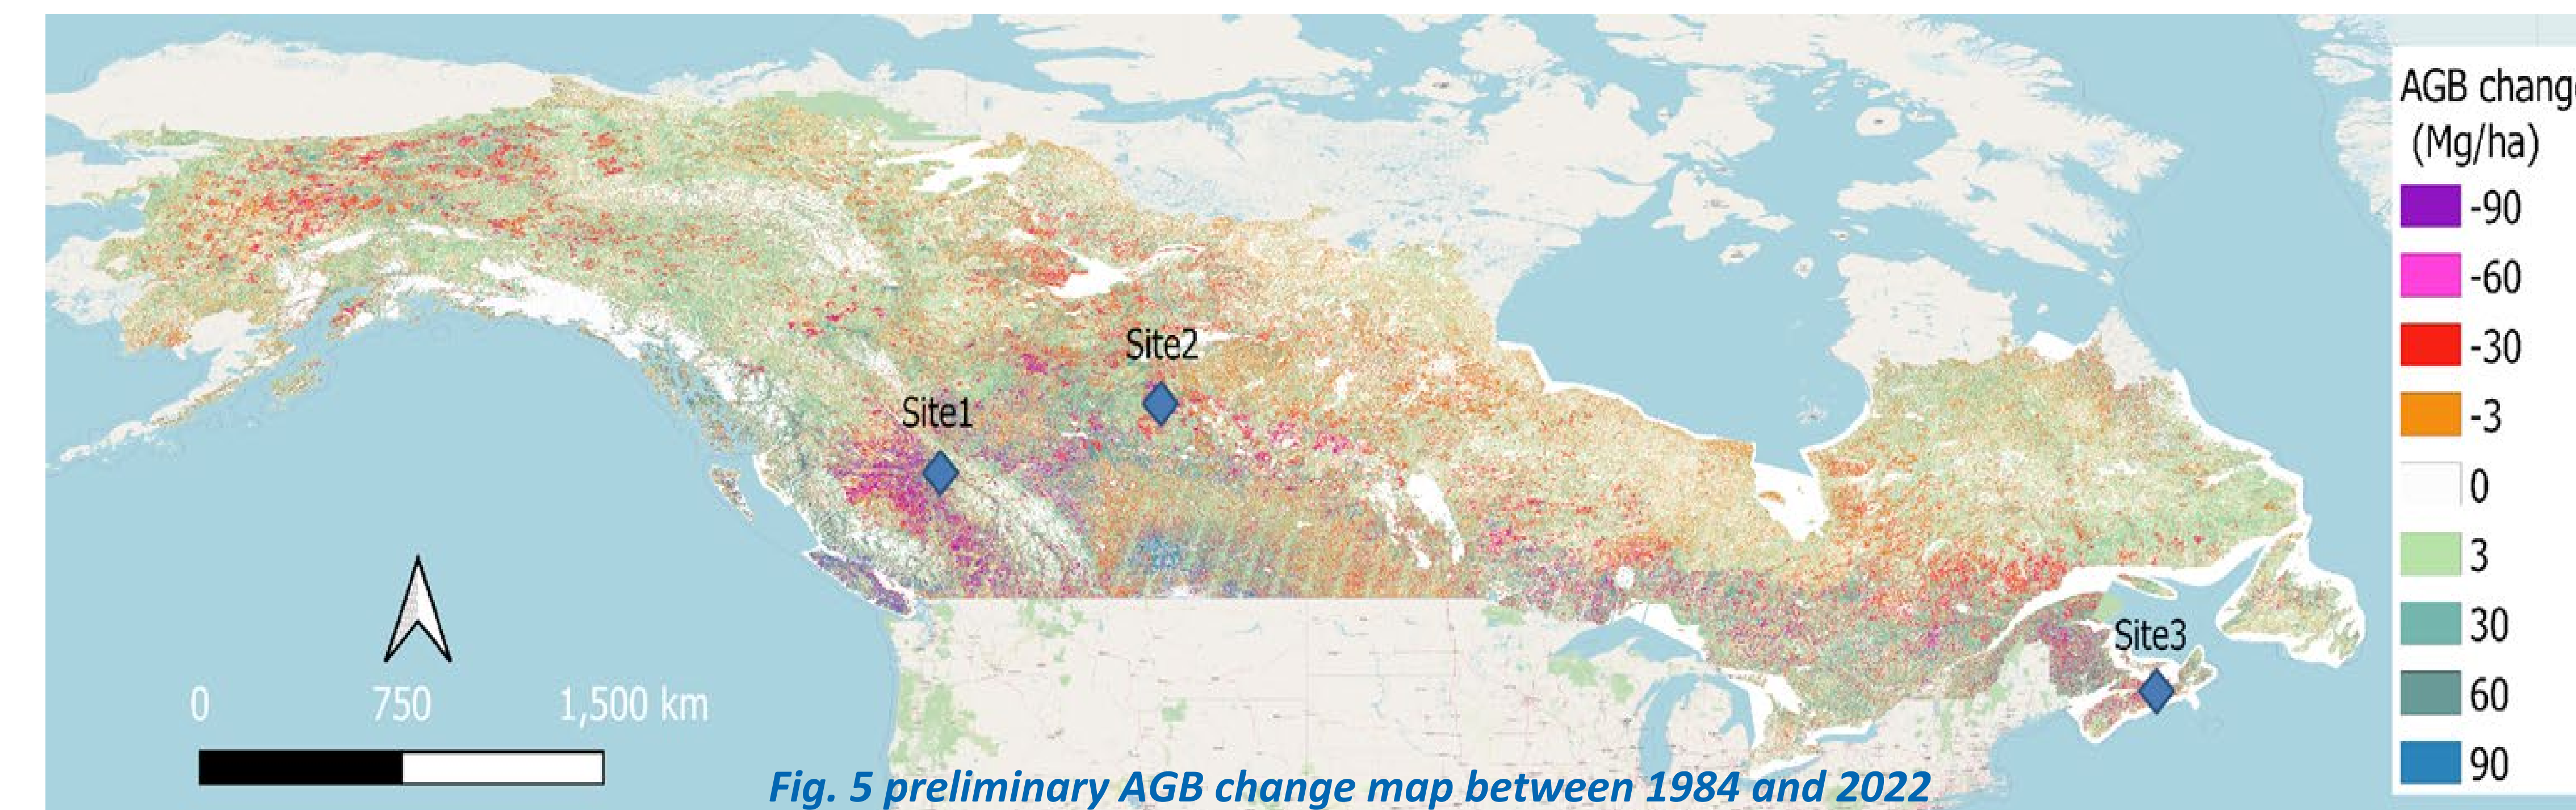 AGB chang
(Mg/ha)
-90
-60
-30
-3
0
3
30
60
90
Site2
Site1
Site3
0 750 1,500 km
Fig. 5 preliminary AGB change map between 1984 and 2022